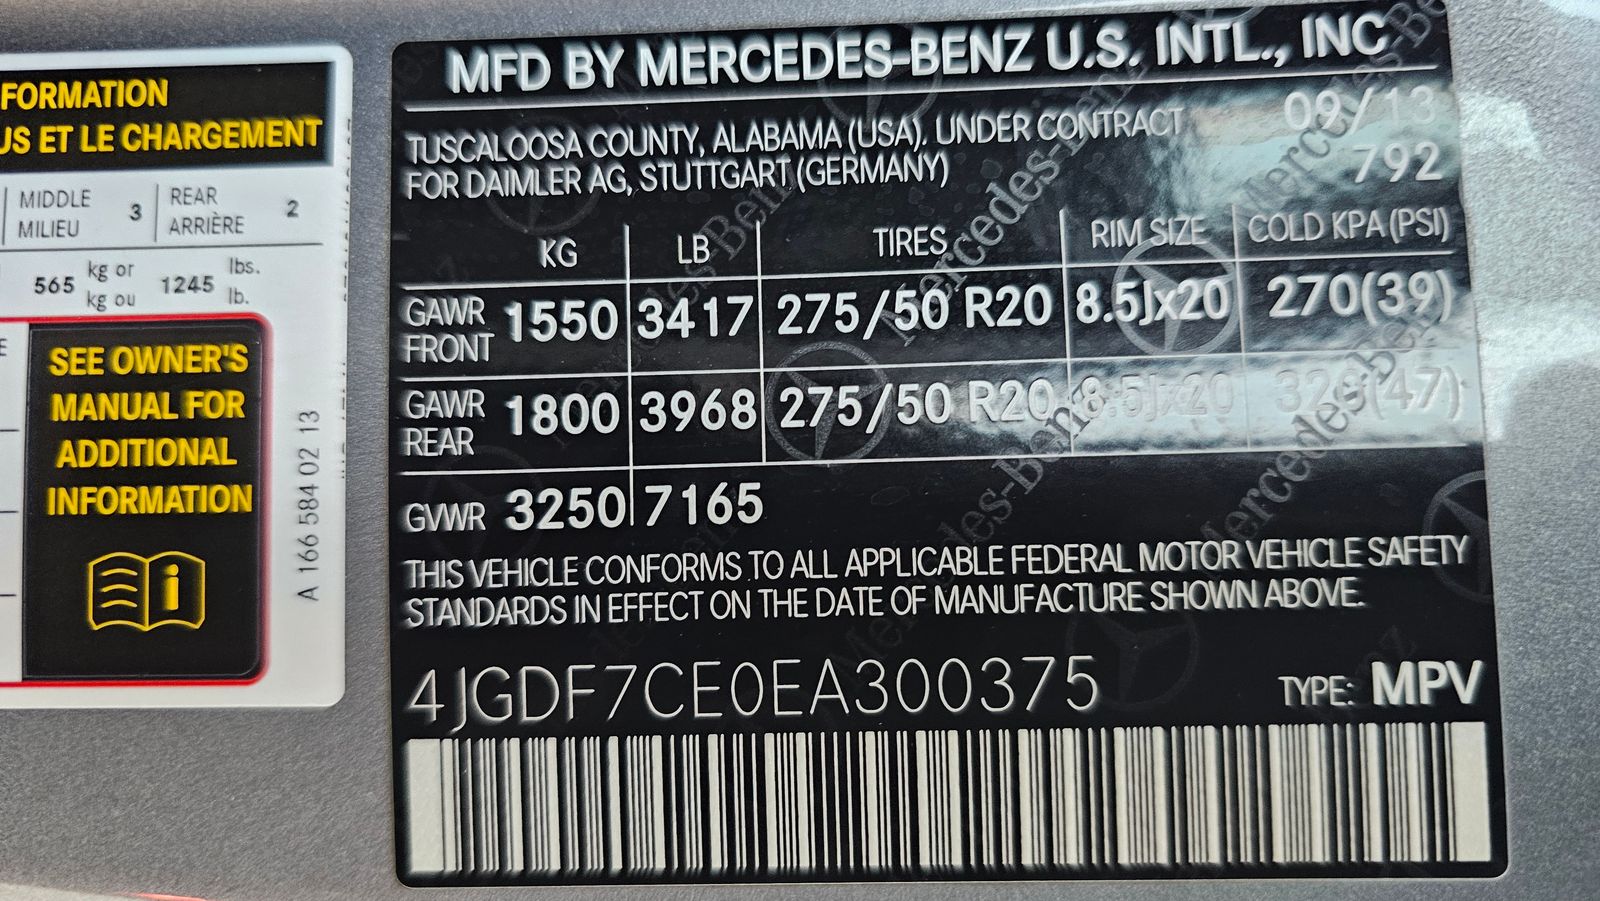 FORMATION
US ET LE CHARGEMENT
MIDDLE
MILIEU
3
REAR
ARRIÈRE
2
565
kg or
kg ou
1245
lbs.
lb.
SEE OWNER'S
MANUAL FOR
ADDITIONAL
INFORMATION
A 166 584 02 13
MFD BY MERCEDES-BENZ U.S. INTL., INC
TUSCALOOSA COUNTY, ALABAMA (USA), UNDER CONTRACT 09/13
FOR DAIMLER AG, STUTTGART (GERMANY) 792
KG LB TIRES RIM SIZE COLD KPA (PSI)
GAWR FRONT 1550 3417 275/50 R20 8.5Jx20 270(39)
GAWR REAR 1800 3968 275/50 R20 8.5Jx20 320(47)
GVWR 3250 7165
THIS VEHICLE CONFORMS TO ALL APPLICABLE FEDERAL MOTOR VEHICLE SAFETY
STANDARDS IN EFFECT ON THE DATE OF MANUFACTURE SHOWN ABOVE.
4JGDF7CE0EA300375 TYPE: MPV
Mercedes-Benz